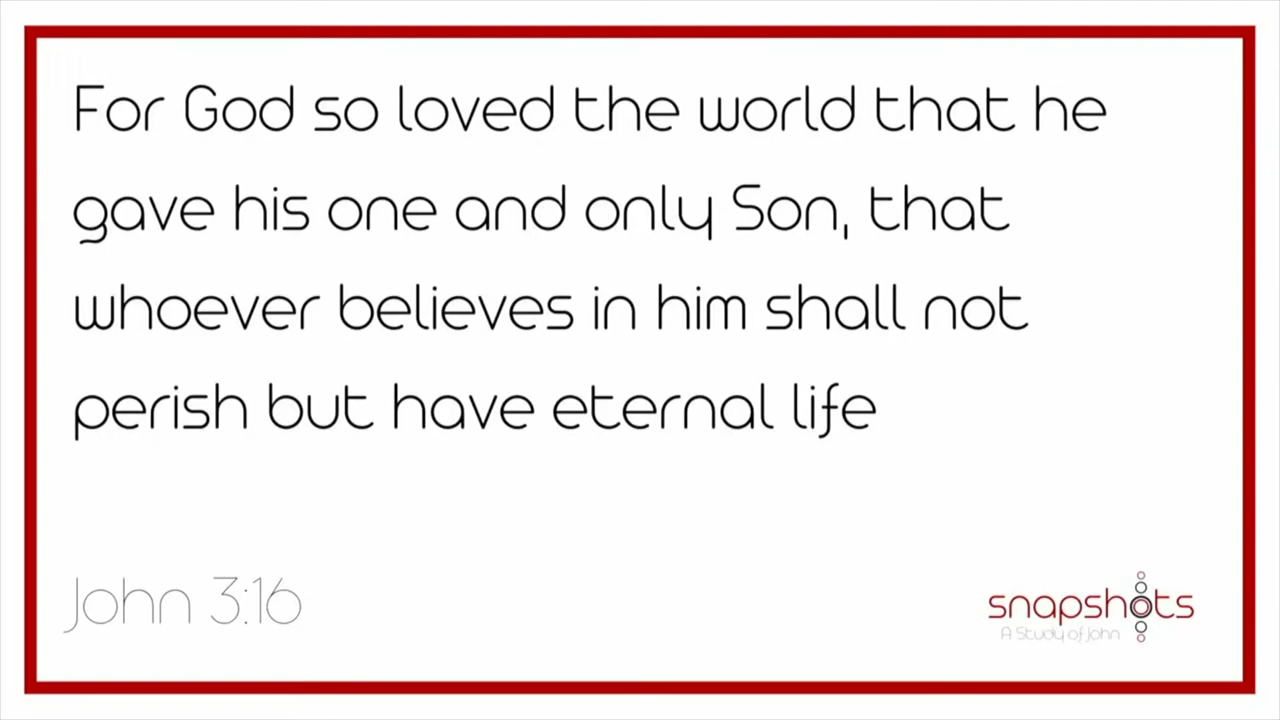 For God so loved the world that he
gave his one and only Son, that
whoever believes in him shall not
perish but have eternal life
John 3:16
snapshots
A Study of John